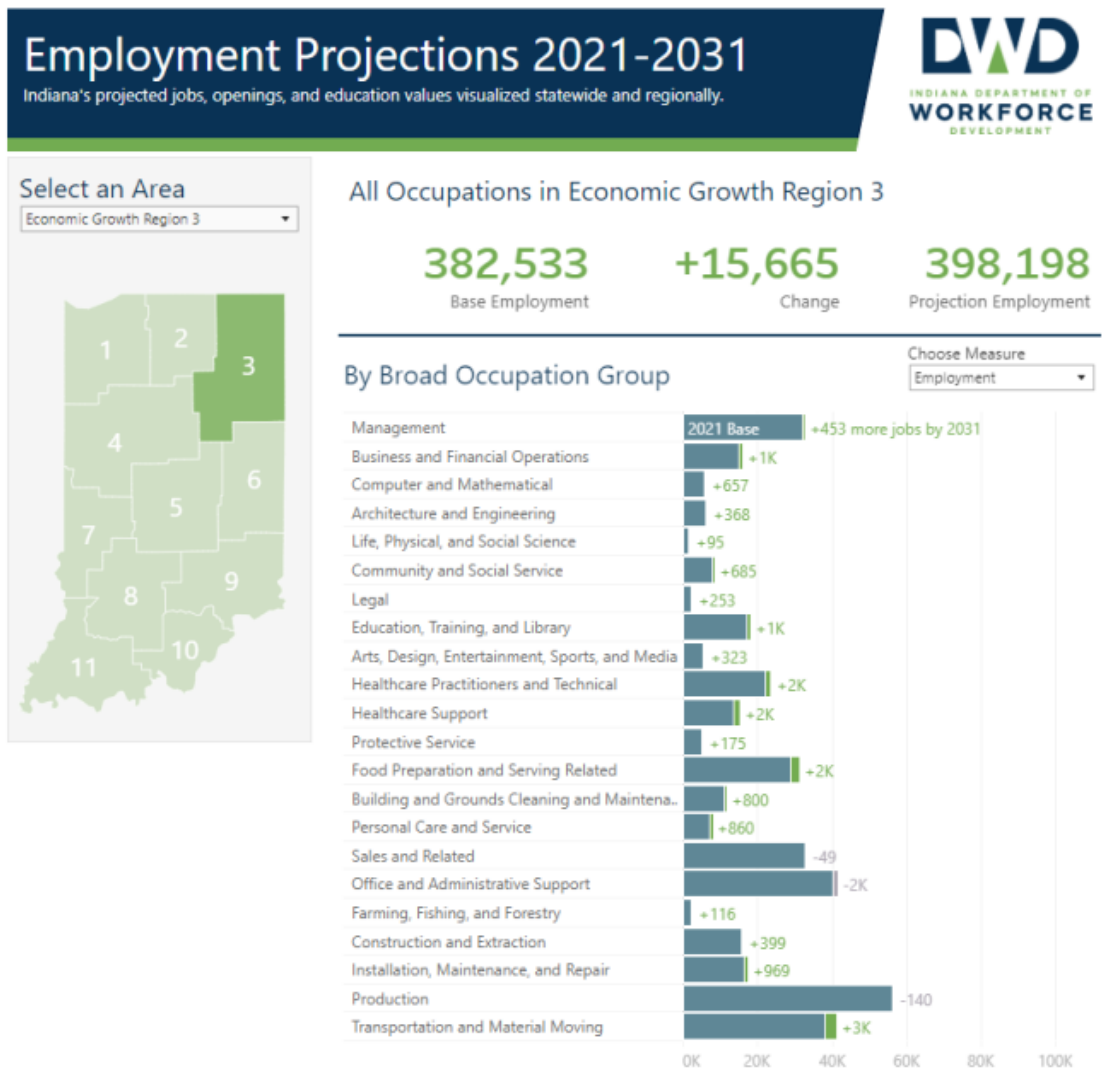 Employment Projections 2021-2031
Indiana's projected jobs, openings, and education values visualized statewide and regionally.
DWD
INDIANA DEPARTMENT OF
WORKFORCE
DEVELOPMENT
Select an Area
Economic Growth Region 3
1
2
3
4
5
6
7
8
9
10
11
All Occupations in Economic Growth Region 3
382,533 +15,665 398,198
Base Employment Change Projection Employment
Choose Measure
By Broad Occupation Group
Employment
Management 2021 Base +453 more jobs by 2031
Business and Financial Operations +1K
Computer and Mathematical +657
Architecture and Engineering +368
Life, Physical, and Social Science +95
Community and Social Service +685
Legal +253
Education, Training, and Library +1K
Arts, Design, Entertainment, Sports, and Media +323
Healthcare Practitioners and Technical +2K
Healthcare Support +2K
Protective Service +175
Food Preparation and Serving Related +2K
Building and Grounds Cleaning and Maintena.. +800
Personal Care and Service +860
Sales and Related -49
Office and Administrative Support -2K
Farming, Fishing, and Forestry +116
Construction and Extraction +399
Installation, Maintenance, and Repair +969
Production -140
Transportation and Material Moving +3K
0K 20K 40K 60K 80K 100K